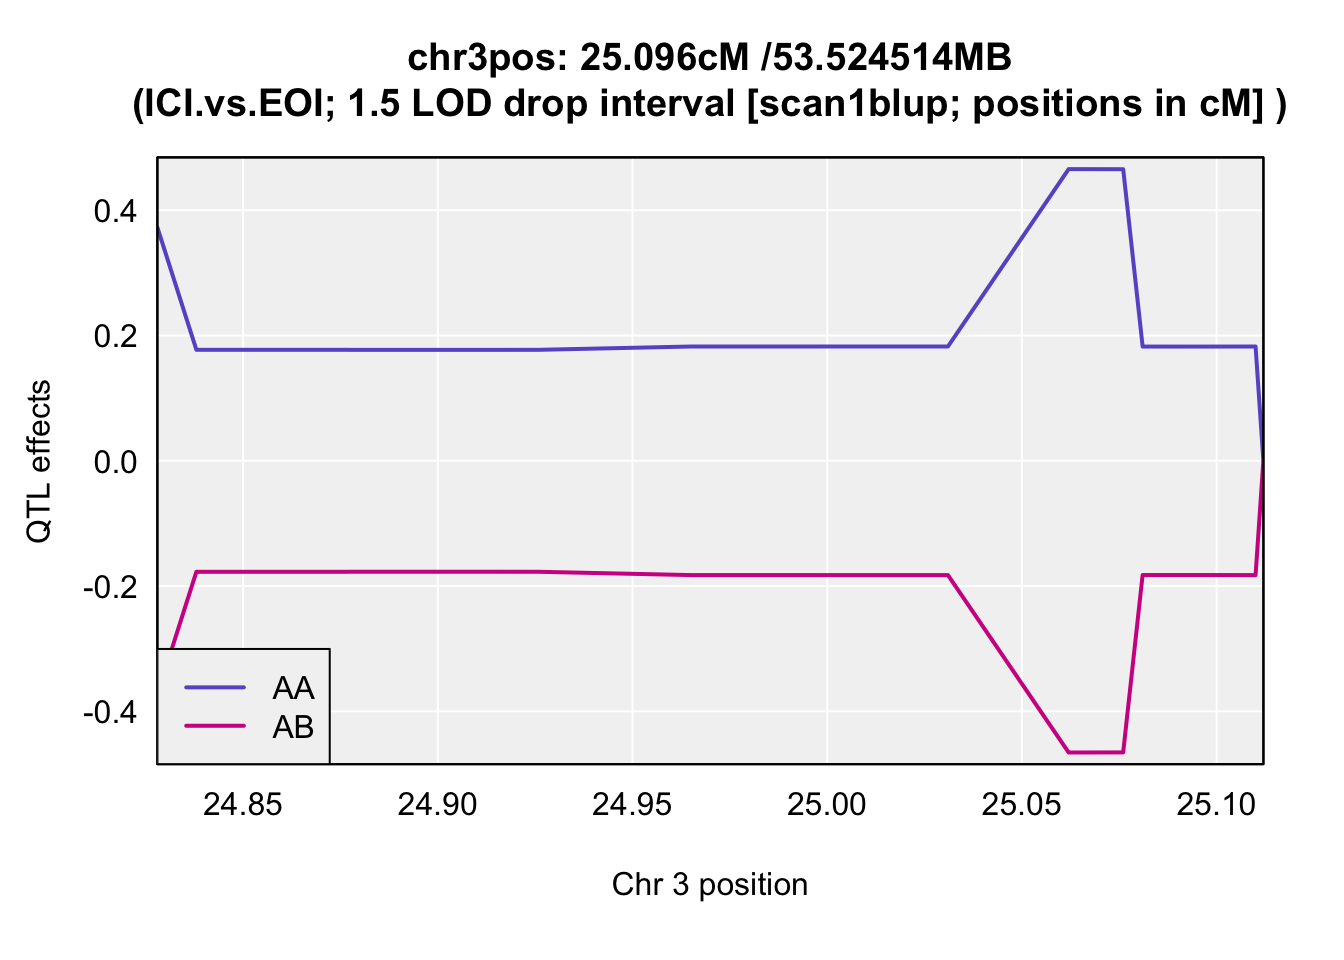 chr3pos: 25.096cM /53.524514MB
(ICI.vs.EOI; 1.5 LOD drop interval [scan1blup; positions in cM] )
0.4
0.2
0.0
-0.2
-0.4
QTL effects
AA
AB
24.85 24.90 24.95 25.00 25.05 25.10
Chr 3 position